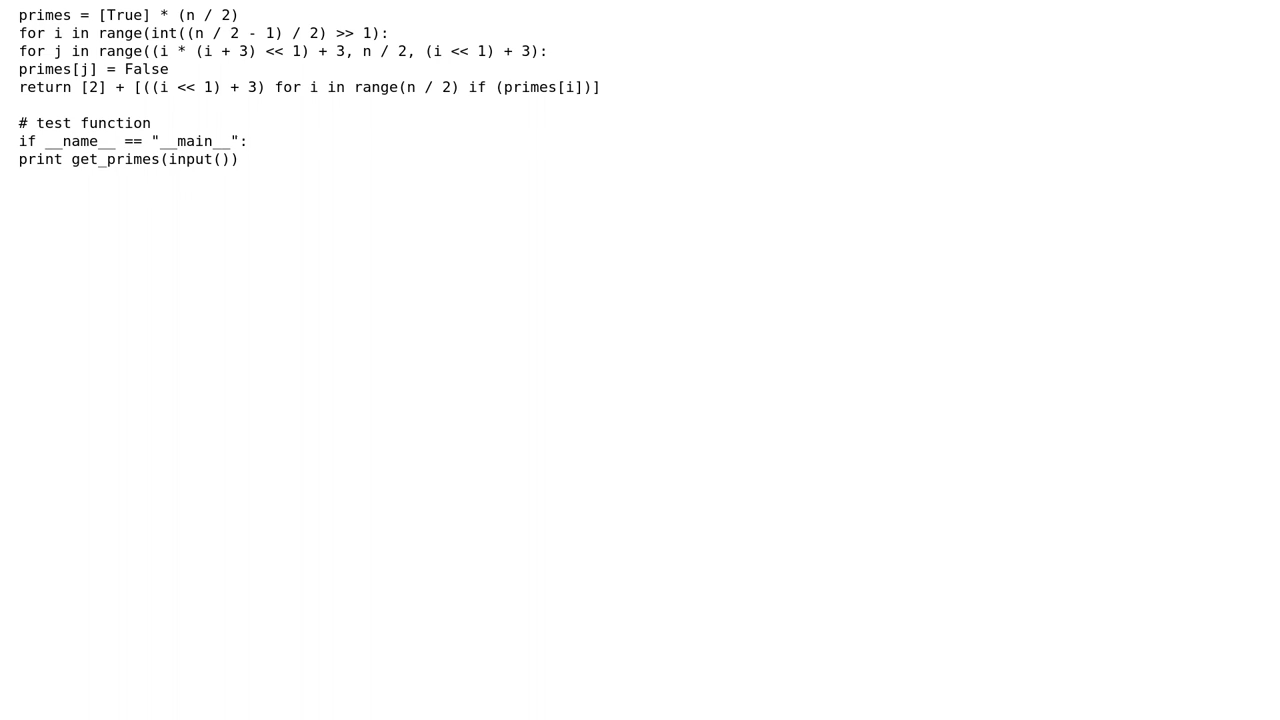 primes = [True] * (n / 2)
for i in range(int((n / 2 - 1) / 2) >> 1):
for j in range((i * (i + 3) << 1) + 3, n / 2, (i << 1) + 3):
primes[j] = False
return [2] + [((i << 1) + 3) for i in range(n / 2) if (primes[i])]

# test function
if __name__ == "__main__":
print get_primes(input())